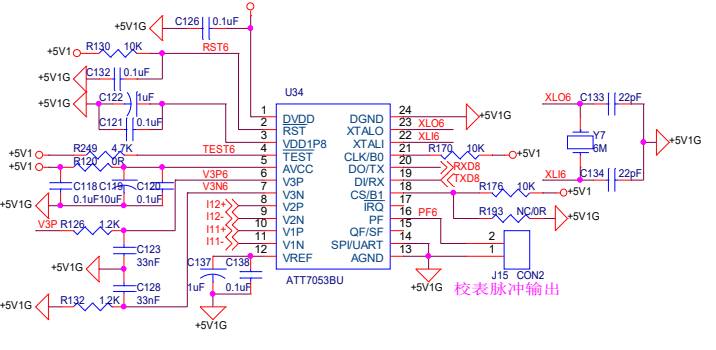 C126 0.1uF
+5V1G
+5V1 R130 10K RST6
C132 0.1uF
+5V1G
C122 1uF
+5V1G
C121 0.1uF
+5V1 R249 4.7K TEST6
+5V1 R120 0R
C118 C119 C120
0.1uF 10uF 0.1uF
+5V1G
V3P6
V3N6
V3P R126 1.2K
C123
33nF
+5V1G
C128
33nF
R132 1.2K
+5V1G
I12+
I12-
I11+
I11-
C137 C138
1uF 0.1uF
+5V1G
U34
1 DVDD DGND 24
2 RST XTALO 23
3 VDD1P8 XTALI 22
4 TEST CLK/B0 21
5 AVCC DO/TX 20
6 V3P DI/RX 19
7 V3N CS/B1 18
8 V2P IRQ 17
9 V2N PF 16
10 V1P QF/SF 15
11 V1N SPI/UART 14
12 VREF AGND 13
ATT7053BU
+5V1G
XLO6
XLI6
R170 10K +5V1
RXD8
TXD8
R176 10K
+5V1
R193 NC/0R
+5V1G
PF6
2
1
J15 CON2
+5V1G
校表脉冲输出
XLO6 C133 22pF
Y7
6M
+5V1G
XLI6 C134 22pF